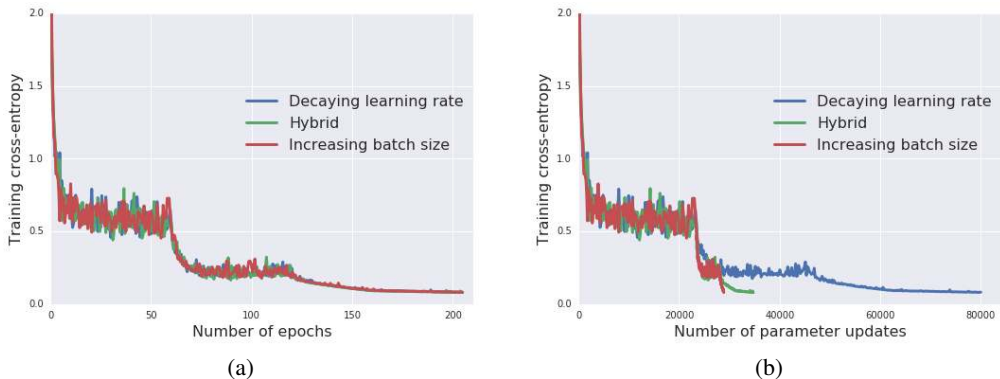 2.0
1.5
1.0
0.5
0.0
Training cross-entropy
Decaying learning rate
Hybrid
Increasing batch size
0
50
100
150
200
Number of epochs
(a)
2.0
1.5
1.0
0.5
0.0
Training cross-entropy
Decaying learning rate
Hybrid
Increasing batch size
0
20000
40000
60000
80000
Number of parameter updates
(b)